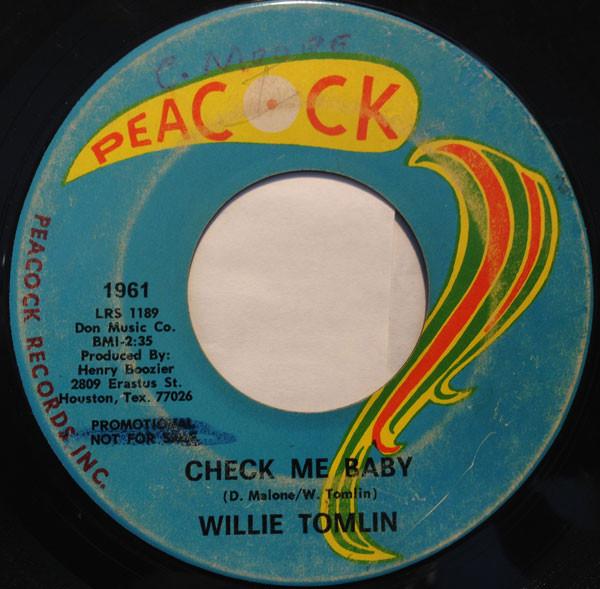 C. Moore
PEACOCK
PEACOCK RECORDS INC.
1961
LRS 1189
Don Music Co.
BMI-2:35
Produced By:
Henry Boozier
2809 Erastus St.
Houston, Tex. 77026
PROMOTIONAL
NOT FOR SALE
CHECK ME BABY
(D. Malone/W. Tomlin)
WILLIE TOMLIN